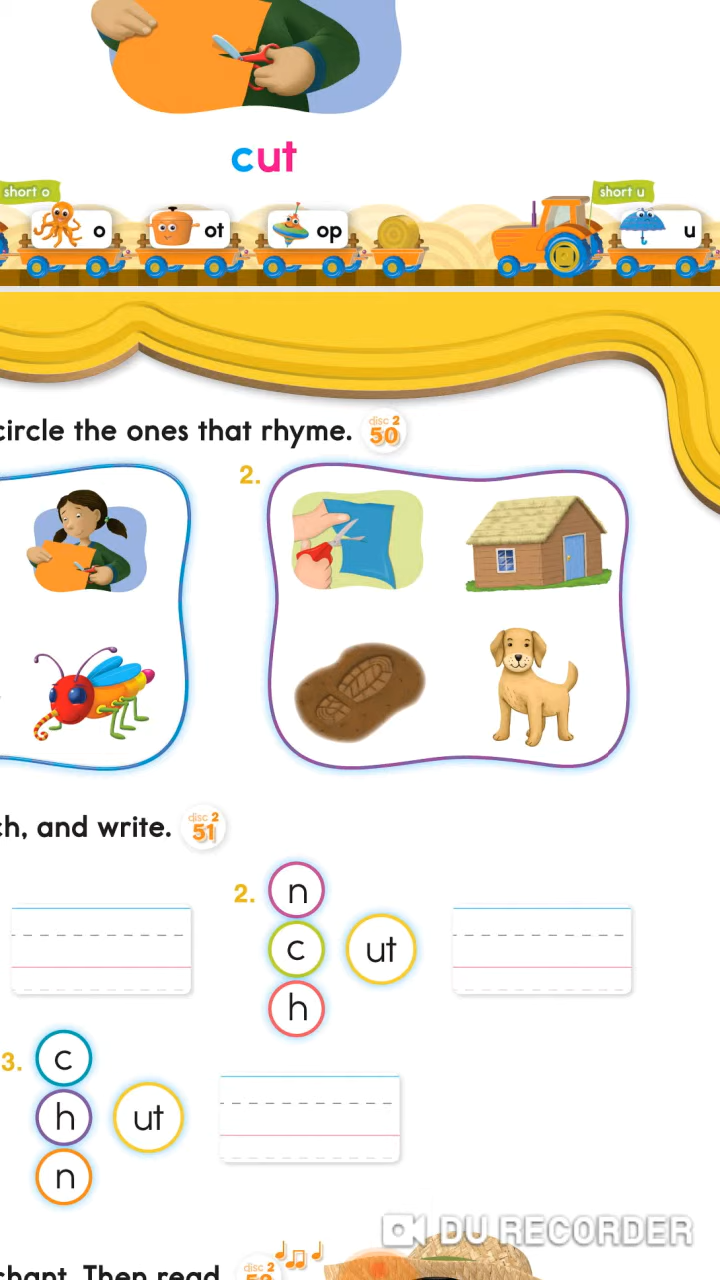 cut
short o
short u
o
ot
op
u
circle the ones that rhyme. disc 2 50
2.
ch, and write. disc 2 51
2. n
c ut
h
3. c
h ut
n
DU RECORDER
chant. Then read disc 2